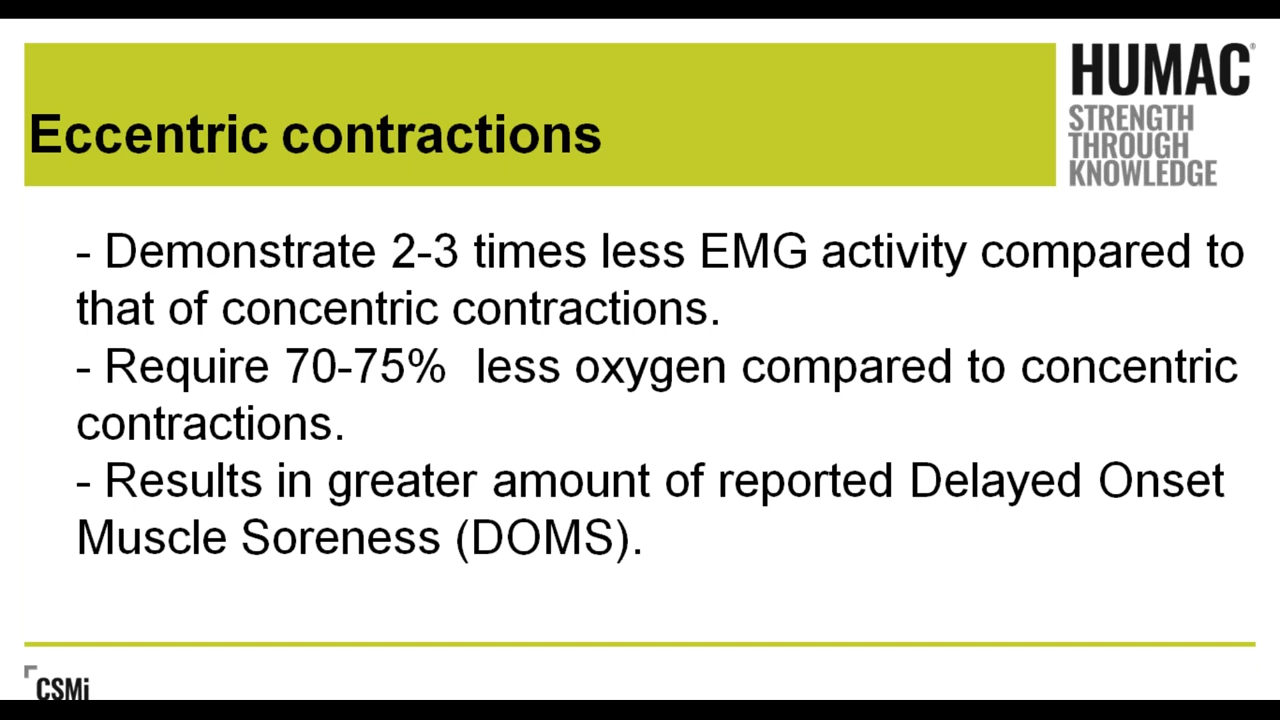 Eccentric contractions
HUMAC®
STRENGTH
THROUGH
KNOWLEDGE
- Demonstrate 2-3 times less EMG activity compared to
that of concentric contractions.
- Require 70-75%  less oxygen compared to concentric
contractions.
- Results in greater amount of reported Delayed Onset
Muscle Soreness (DOMS).
CSMi